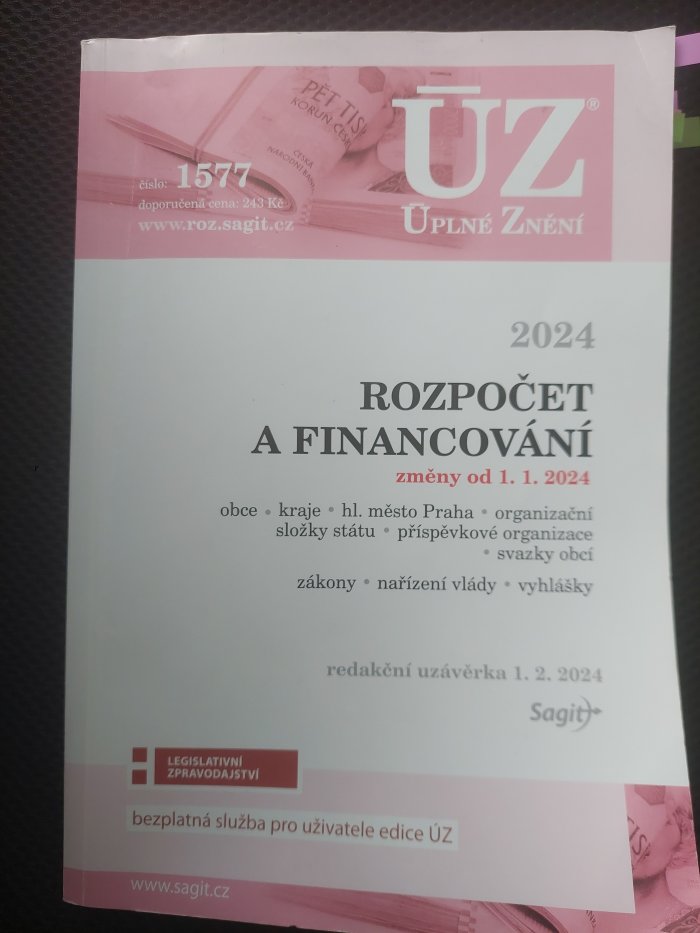 PĚT TISÍ
KORUN ČESK
ČESKÁ
NÁRODNÍ BANK
ÚZ®
ÚPLNÉ ZNĚNÍ
číslo: 1577
doporučená cena: 243 Kč
www.roz.sagit.cz
2024
ROZPOČET
A FINANCOVÁNÍ
změny od 1. 1. 2024
obce • kraje • hl. město Praha • organizační
složky státu • příspěvkové organizace
• svazky obcí
zákony • nařízení vlády • vyhlášky
redakční uzávěrka 1. 2. 2024
Sagit
LEGISLATIVNÍ
ZPRAVODAJSTVÍ
bezplatná služba pro uživatele edice ÚZ
www.sagit.cz